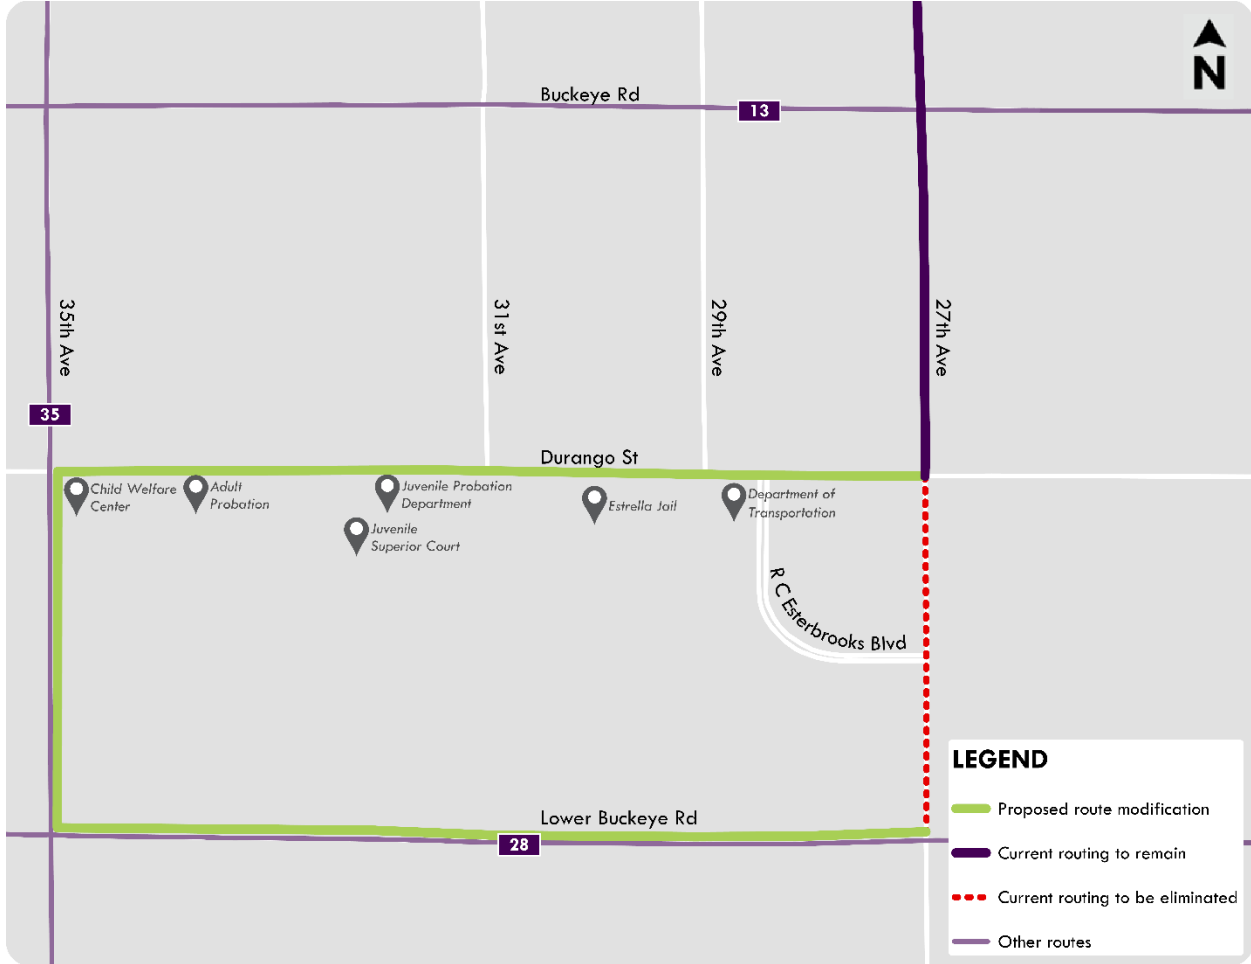 N
Buckeye Rd
13
35th Ave
31st Ave
29th Ave
27th Ave
35
Durango St
Child Welfare
Center
Adult
Probation
Juvenile Probation
Department
Juvenile
Superior Court
Estrella Jail
Department of
Transportation
R C Esterbrooks Blvd
Lower Buckeye Rd
28
LEGEND
Proposed route modification
Current routing to remain
Current routing to be eliminated
Other routes